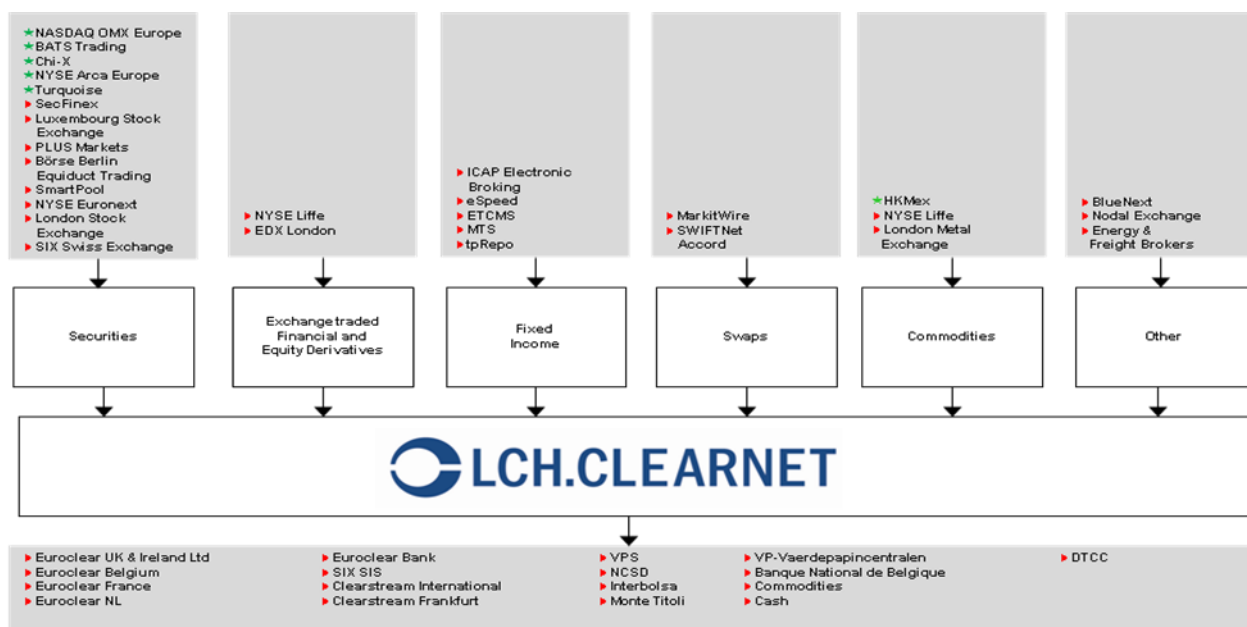 NASDAQ OMX Europe
BATS Trading
Chi-X
NYSE Arca Europe
Turquoise
SecFinex
Luxembourg Stock
Exchange
PLUS Markets
Börse Berlin
Equiduct Trading
SmartPool
NYSE Euronext
London Stock
Exchange
SIX Swiss Exchange
NYSE Liffe
EDX London
ICAP Electronic
Broking
eSpeed
ETCMS
MTS
tpRepo
MarkitWire
SWIFTNet
Accord
HKMex
NYSE Liffe
London Metal
Exchange
BlueNext
Nodal Exchange
Energy &
Freight Brokers
Securities
Exchange traded
Financial and
Equity Derivatives
Fixed
Income
Swaps
Commodities
Other
LCH.CLEARNET
Euroclear UK & Ireland Ltd
Euroclear Belgium
Euroclear France
Euroclear NL
Euroclear Bank
SIX SIS
Clearstream International
Clearstream Frankfurt
VPS
NCSD
Interbolsa
Monte Titoli
VP-Vaerdepapincentralen
Banque National de Belgique
Commodities
Cash
DTCC